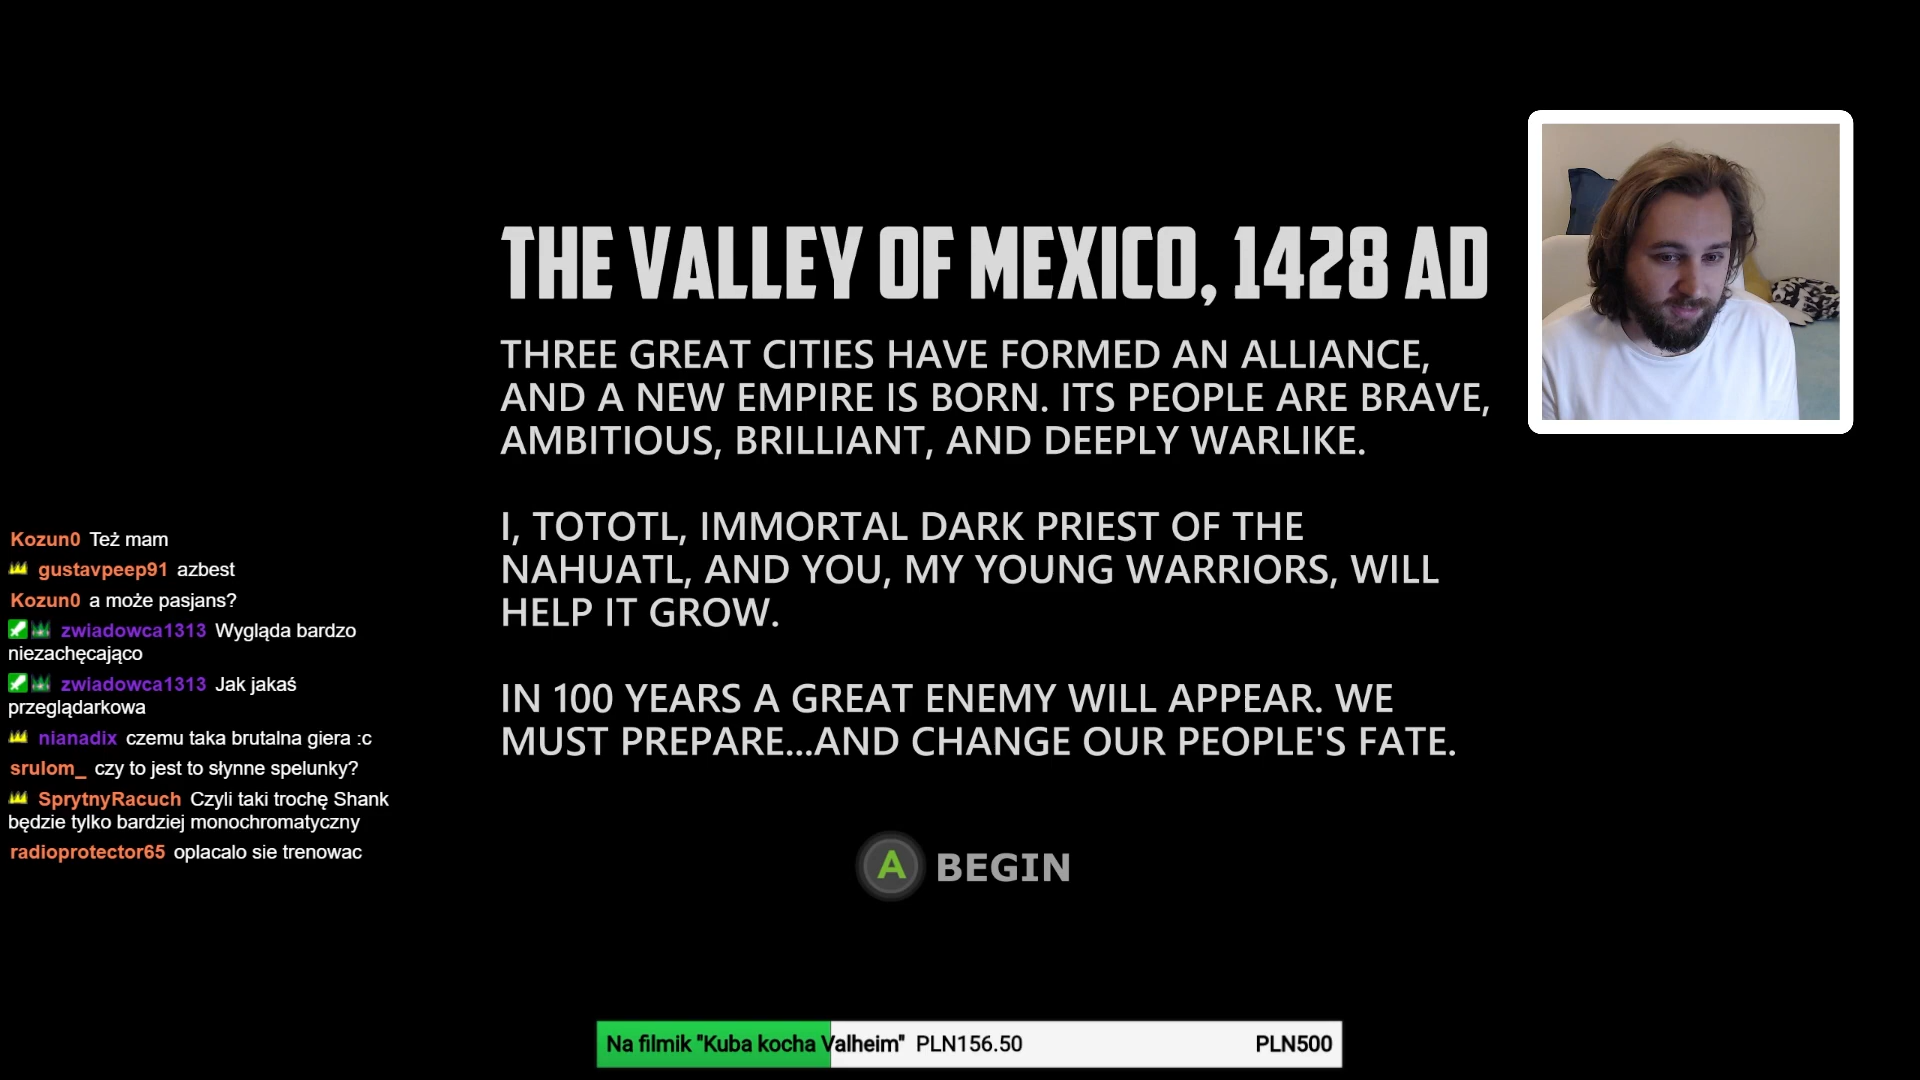 THE VALLEY OF MEXICO, 1428 AD
THREE GREAT CITIES HAVE FORMED AN ALLIANCE,
AND A NEW EMPIRE IS BORN. ITS PEOPLE ARE BRAVE,
AMBITIOUS, BRILLIANT, AND DEEPLY WARLIKE.
I, TOTOTL, IMMORTAL DARK PRIEST OF THE
NAHUATL, AND YOU, MY YOUNG WARRIORS, WILL
HELP IT GROW.
IN 100 YEARS A GREAT ENEMY WILL APPEAR. WE
MUST PREPARE...AND CHANGE OUR PEOPLE'S FATE.
A BEGIN
Kozun0 Też mam
gustavpeep91 azbest
Kozun0 a może pasjans?
zwiadowca1313 Wygląda bardzo
niezachęcająco
zwiadowca1313 Jak jakaś
przeglądarkowa
nianadix czemu taka brutalna giera :c
srulom_ czy to jest to słynne spelunky?
SprytnyRacuch Czyli taki trochę Shank
będzie tylko bardziej monochromatyczny
radioprotector65 oplacalo sie trenowac
Na filmik "Kuba kocha Valheim" PLN156.50 PLN500